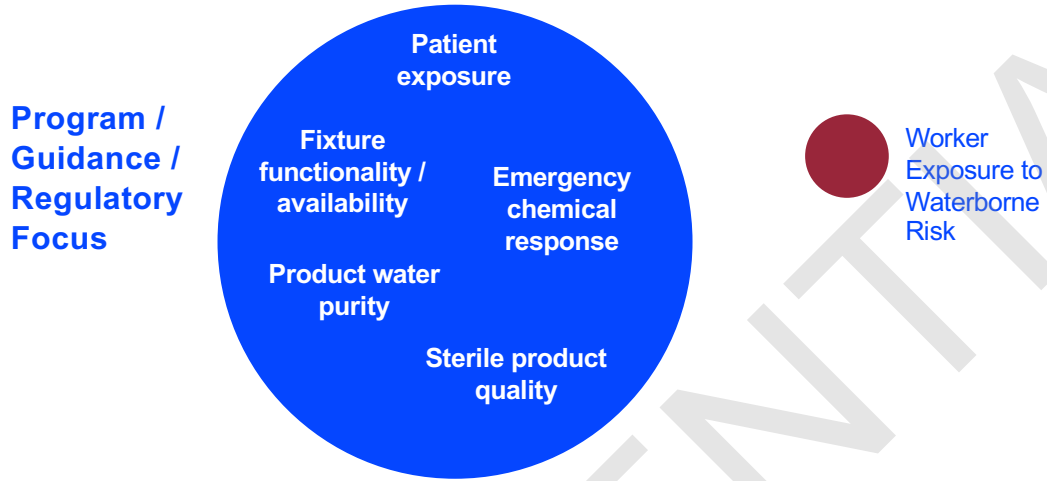 Program /
Guidance /
Regulatory
Focus
Patient
exposure
Fixture
functionality /
availability
Emergency
chemical
response
Product water
purity
Sterile product
quality
Worker
Exposure to
Waterborne
Risk
ENTIA